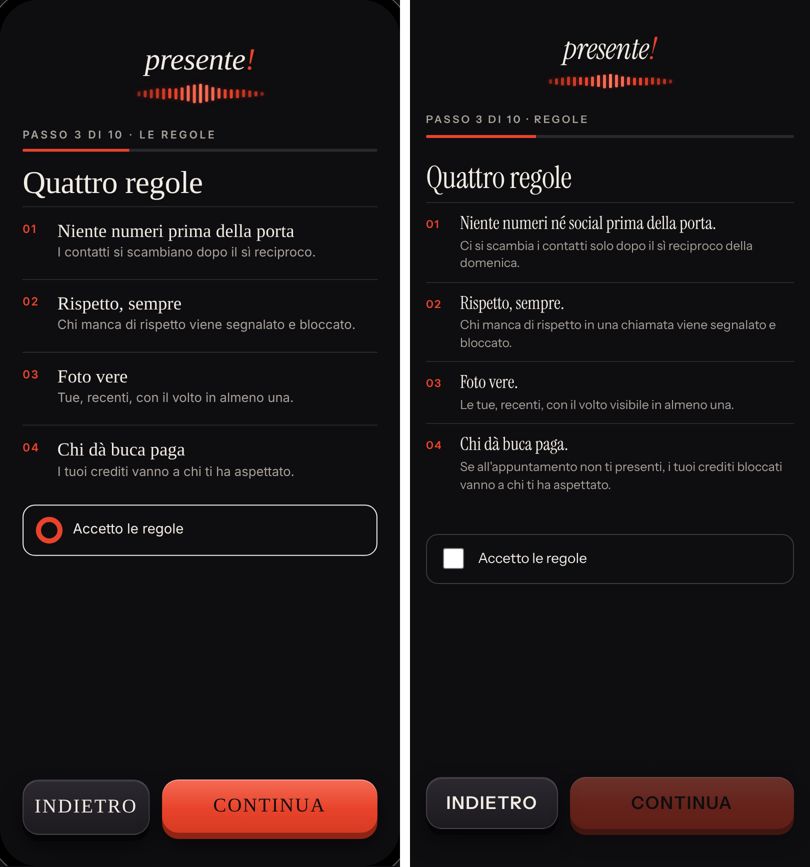 presente!
PASSO 3 DI 10 · LE REGOLE
Quattro regole
01
Niente numeri prima della porta
I contatti si scambiano dopo il sì reciproco.
02
Rispetto, sempre
Chi manca di rispetto viene segnalato e bloccato.
03
Foto vere
Tue, recenti, con il volto in almeno una.
04
Chi dà buca paga
I tuoi crediti vanno a chi ti ha aspettato.
Accetto le regole
INDIETRO
CONTINUA
presente!
PASSO 3 DI 10 · REGOLE
Quattro regole
01
Niente numeri né social prima della porta.
Ci si scambia i contatti solo dopo il sì reciproco della
domenica.
02
Rispetto, sempre.
Chi manca di rispetto in una chiamata viene segnalato e
bloccato.
03
Foto vere.
Le tue, recenti, con il volto visibile in almeno una.
04
Chi dà buca paga.
Se all'appuntamento non ti presenti, i tuoi crediti bloccati
vanno a chi ti ha aspettato.
Accetto le regole
INDIETRO
CONTINUA